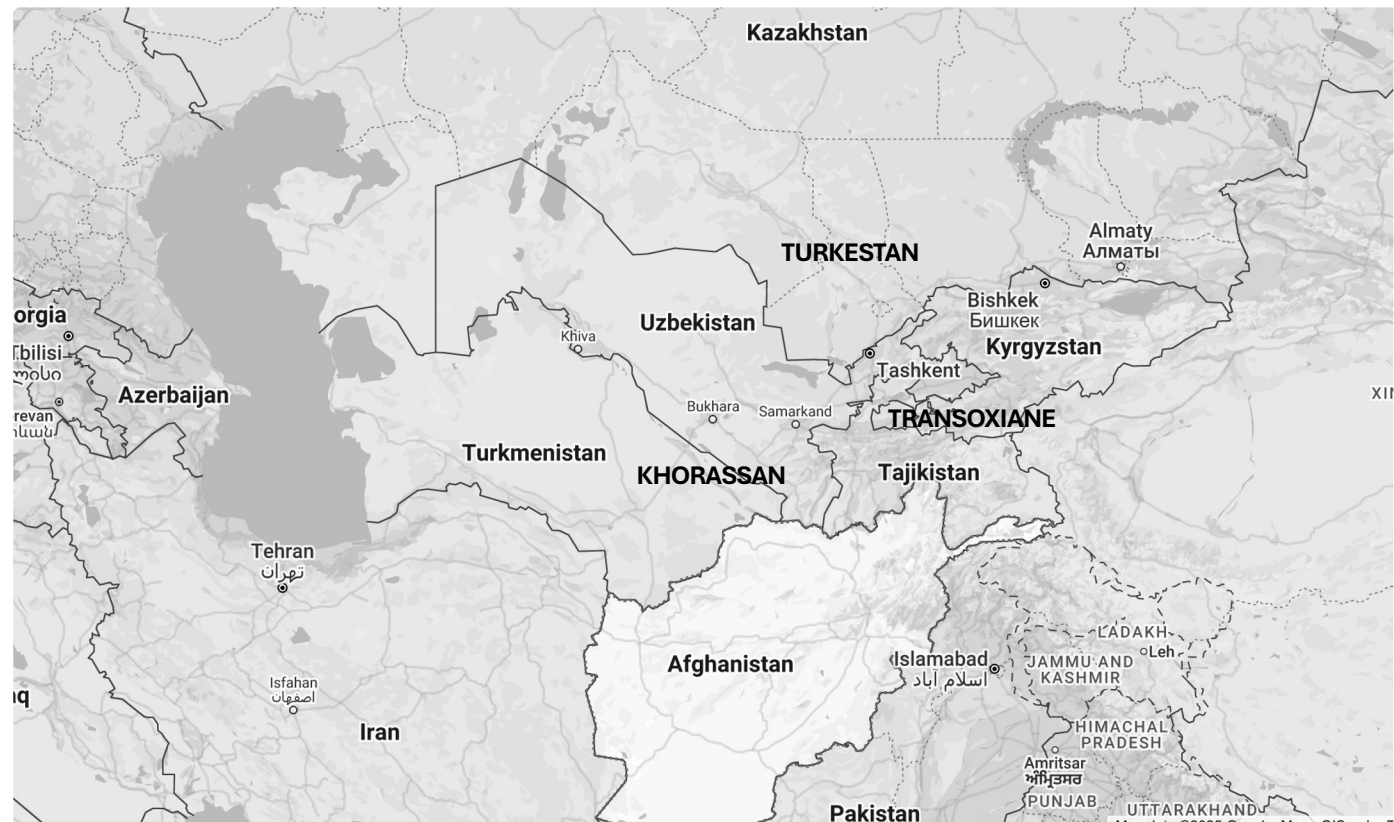 Kazakhstan
TURKESTAN
Almaty
Алматы
Bishkek
Бишкек
orgia
Tbilisi
Uzbekistan
Khiva
Kyrgyzstan
Tashkent
Azerbaijan
revan
Bukhara
Samarkand
TRANSOXIANE
XI
Turkmenistan
KHORASSAN
Tajikistan
Tehran
تهران
LADAKH
Leh
Islamabad
اسلام آباد
JAMMU AND
KASHMIR
Afghanistan
Isfahan
اصفهان
aq
Iran
HIMACHAL
PRADESH
Amritsar
ਅੰਮ੍ਰਿਤਸਰ
PUNJAB
Pakistan
UTTARAKHAND